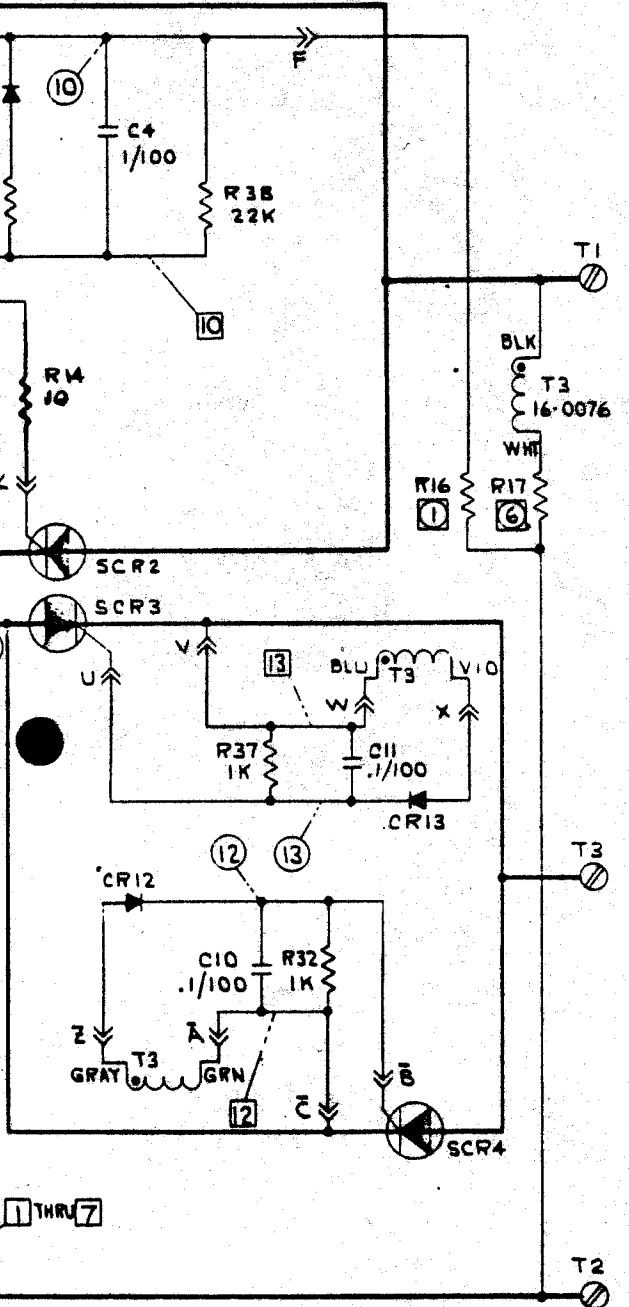 F
10
C4
1/100
R38
22K
T1
10
BLK
R14
10
T3
16-0076
WHT
R16
R17
1
6
SCR2
SCR3
V
13
BLU
T3
VIO
U
W
X
R37
1K
C11
.1/100
CR13
12
13
T3
CR12
C10
.1/100
R32
1K
Z
A
T3
GRAY
GRN
B
12
C
SCR4
1 THRU 7
T2